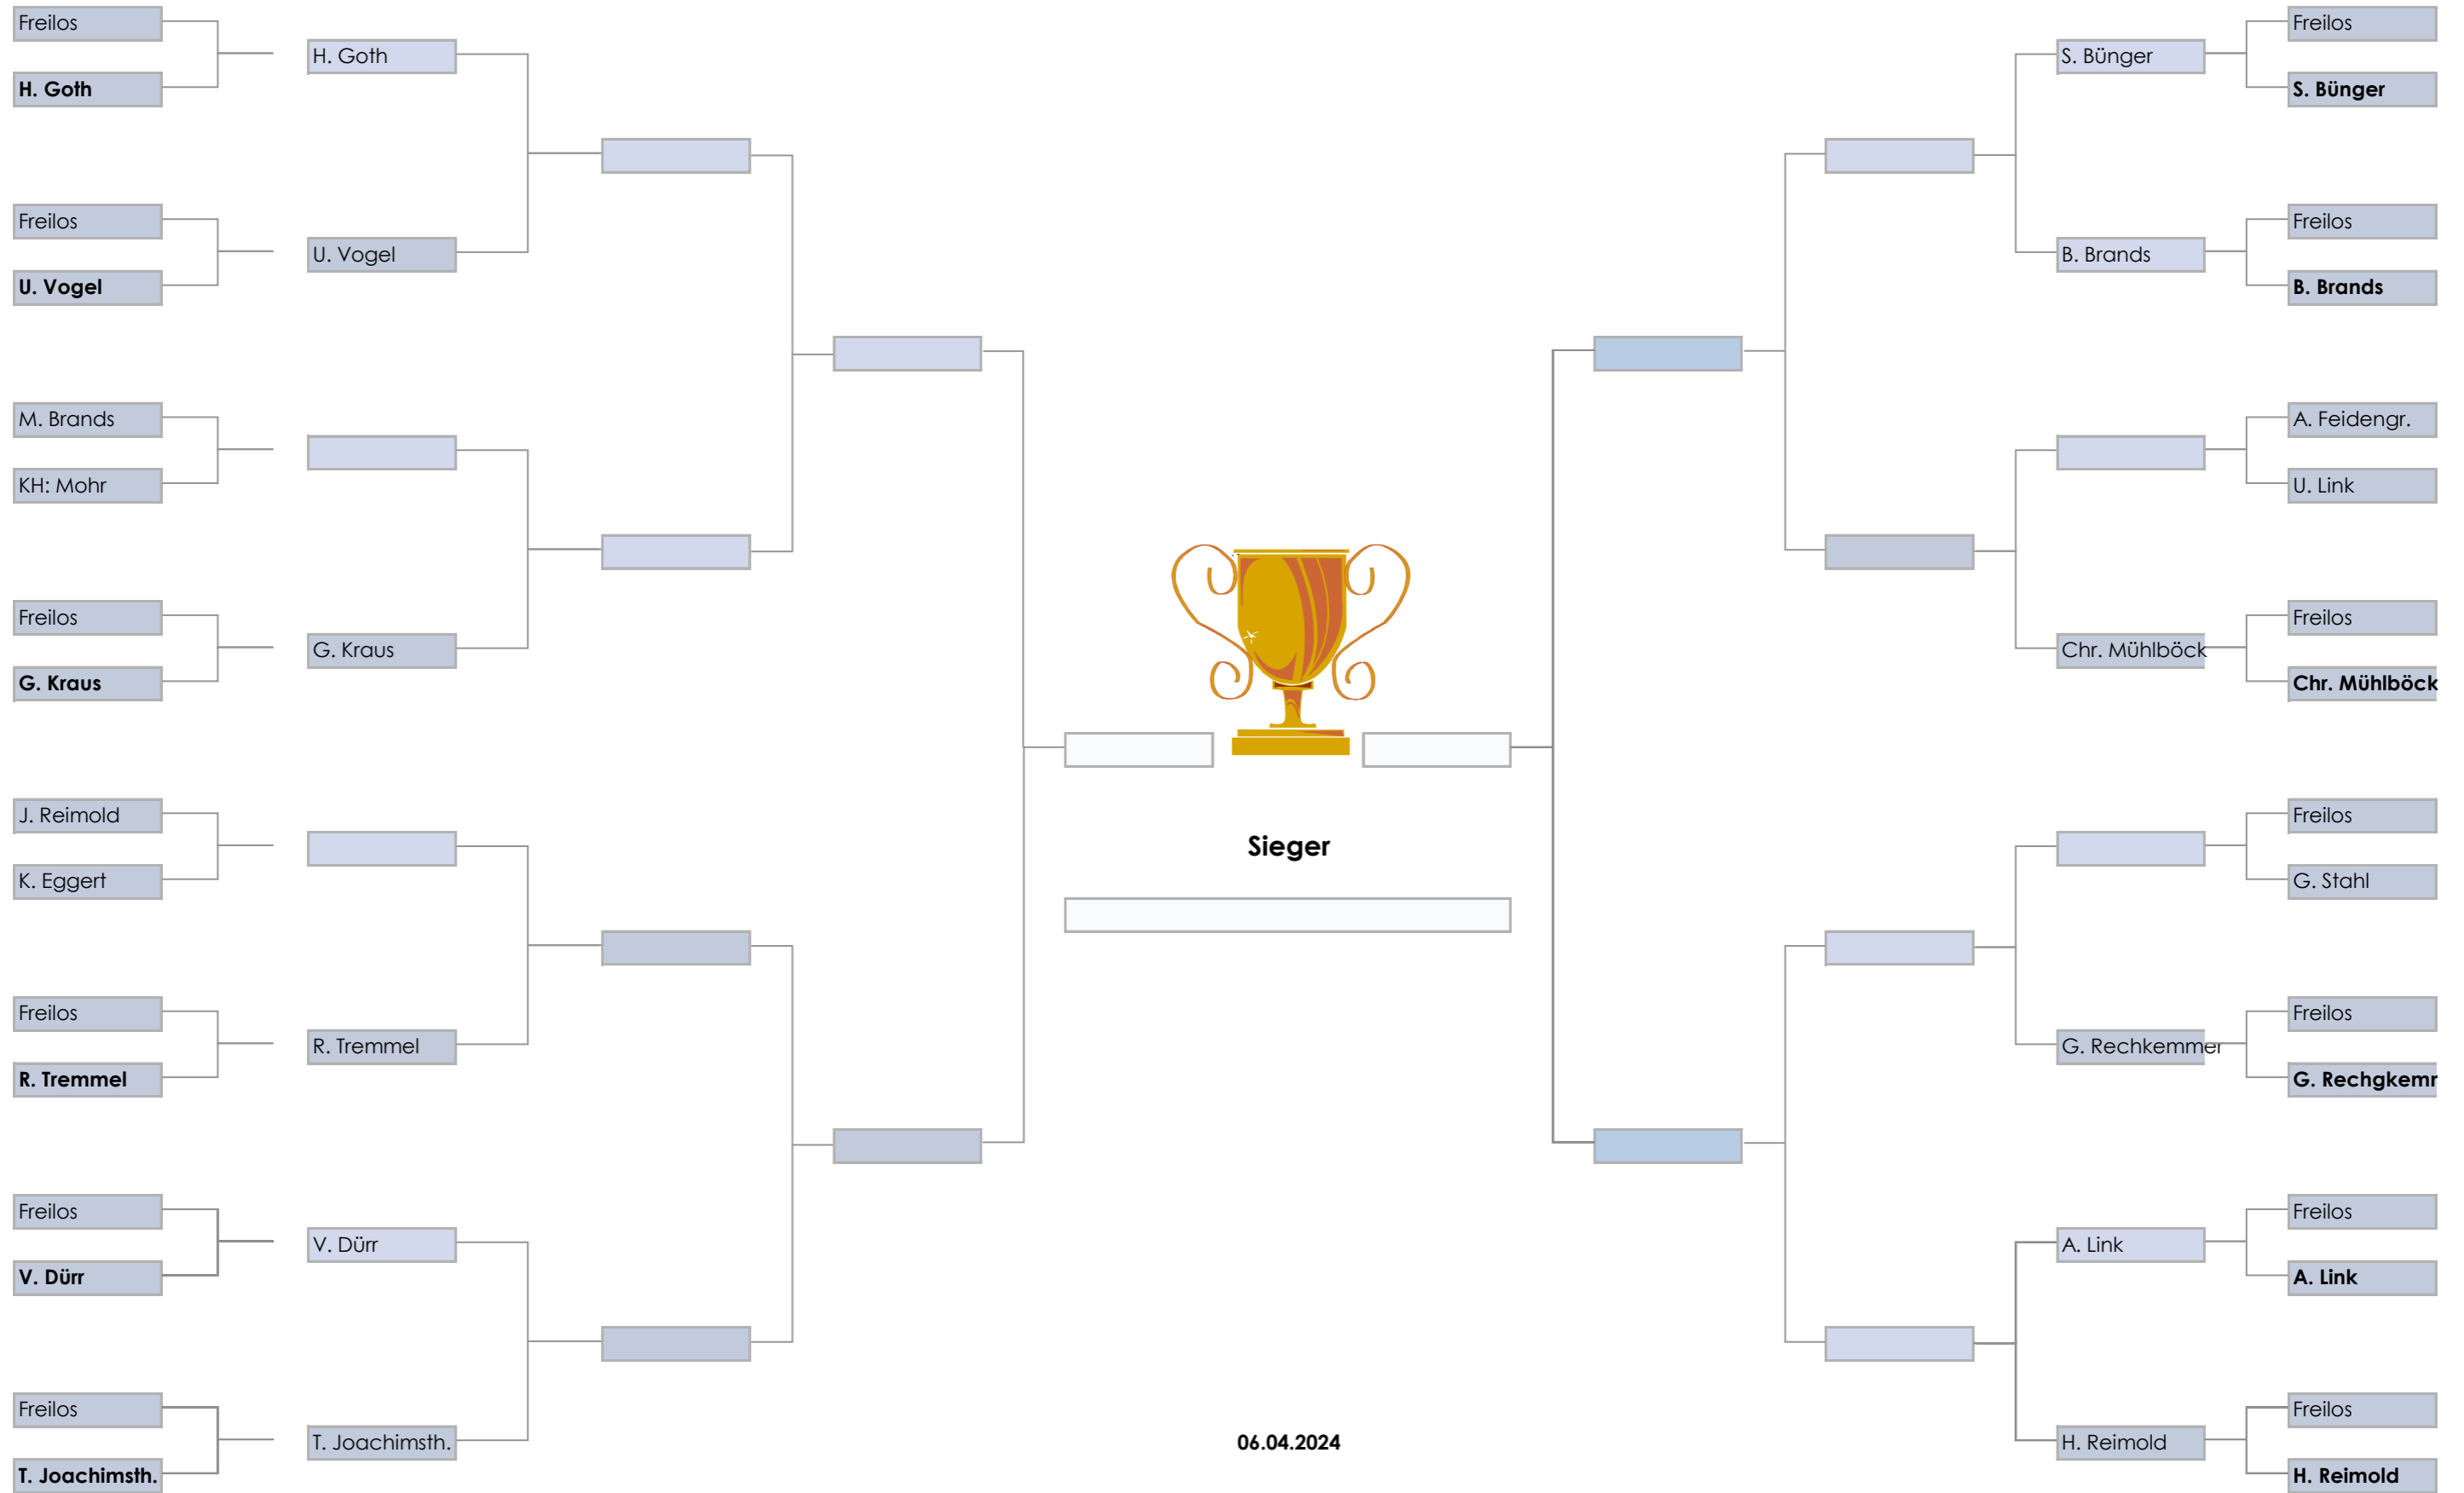 Freilos
H. Goth
H. Goth
Freilos
U. Vogel
U. Vogel
M. Brands
KH: Mohr
Freilos
G. Kraus
G. Kraus
J. Reimold
K. Eggert
Freilos
R. Tremmel
R. Tremmel
Freilos
V. Dürr
V. Dürr
Freilos
T. Joachimsth.
T. Joachimsth.
Sieger
06.04.2024
S. Bünger
Freilos
S. Bünger
B. Brands
Freilos
B. Brands
A. Feidengr.
U. Link
Chr. Mühlböck
Freilos
Chr. Mühlböck
Freilos
G. Stahl
G. Rechkemmer
Freilos
G. Rechgkemr
A. Link
Freilos
A. Link
H. Reimold
Freilos
H. Reimold